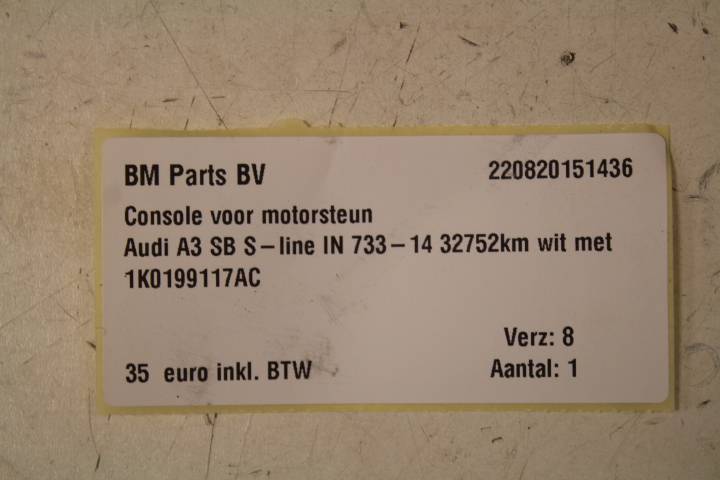 BM Parts BV 220820151436
Console voor motorsteun
Audi A3 SB S-line IN 733-14 32752km wit met
1K0199117AC
Verz: 8
35 euro inkl. BTW Aantal: 1